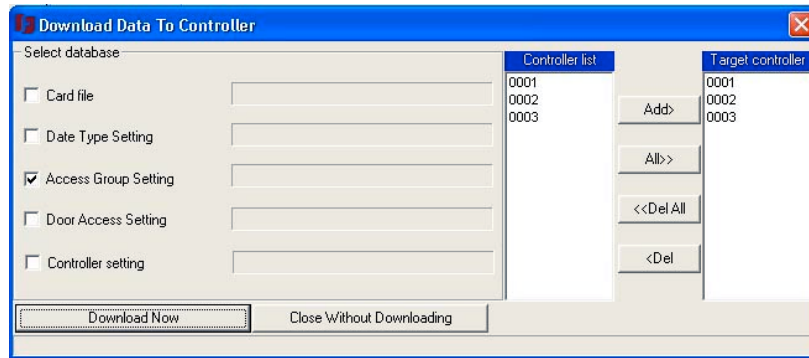 Download Data To Controller
Select database
Card file
Date Type Setting
Access Group Setting
Door Access Setting
Controller setting
Controller list
0001
0002
0003
Add>
All>>
<<Del All
<Del
Target controller
0001
0002
0003
Download Now
Close Without Downloading